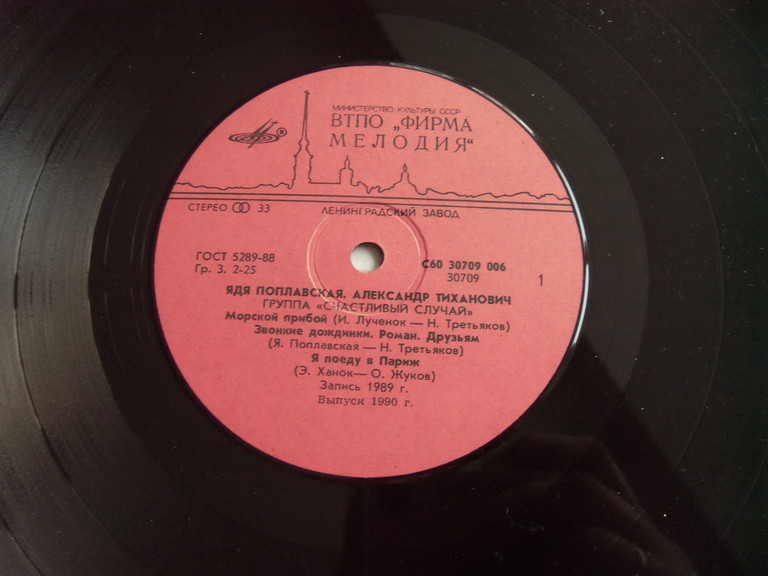 МИНИСТЕРСТВО КУЛЬТУРЫ СССР
ВТПО „ФИРМА
МЕЛОДИЯ“
СТЕРЕО 33
ЛЕНИНГРАДСКИЙ ЗАВОД
ГОСТ 5289-88
Гр. 3. 2-25
С60 30709 006
30709
1
ЯДЯ ПОПЛАВСКАЯ. АЛЕКСАНДР ТИХАНОВИЧ
ГРУППА «СЧАСТЛИВЫЙ СЛУЧАЙ»
Морской прибой (И. Лученок — Н. Третьяков)
Звонкие дождинки. Роман. Друзьям
(Я. Поплавская — Н. Третьяков)
Я поеду в Париж
(Э. Ханок — О. Жуков)
Запись 1989 г.
Выпуск 1990 г.